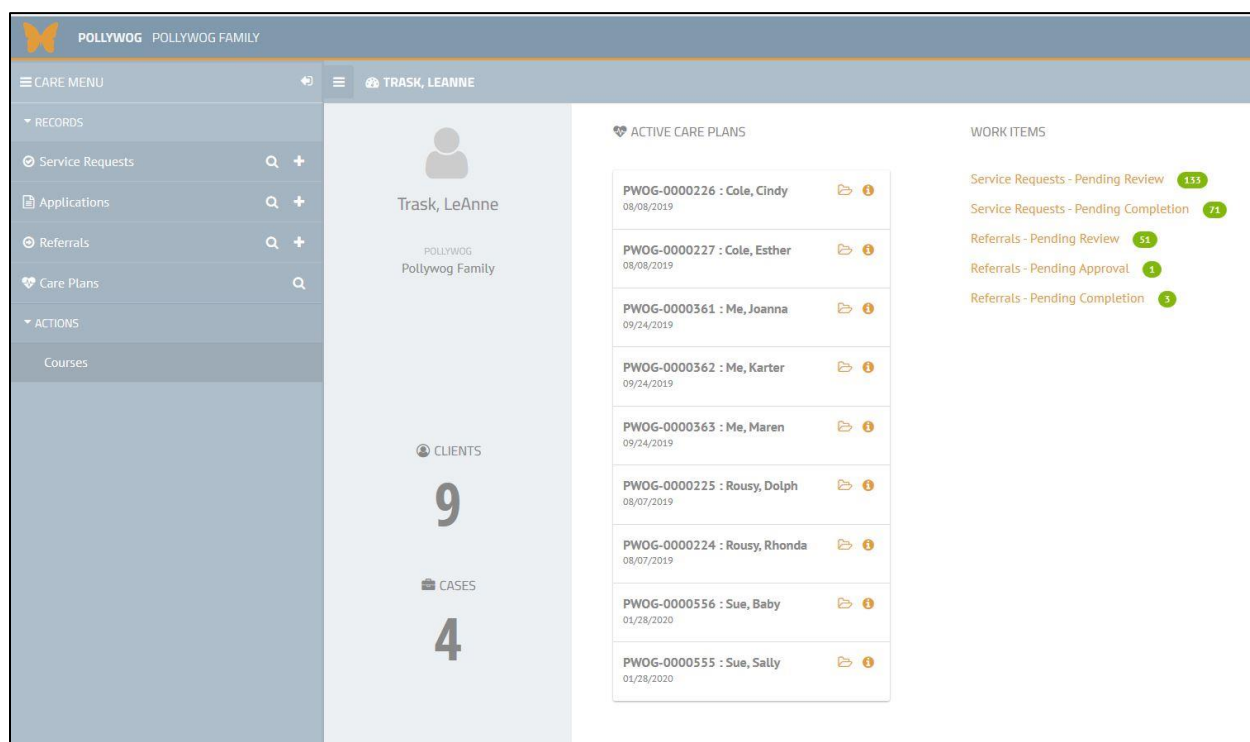 POLLYWOG POLLYWOG FAMILY
CARE MENU
TRASK, LEANNE
RECORDS
Service Requests
Applications
Referrals
Care Plans
ACTIONS
Courses
Trask, LeAnne
POLLYWOG
Pollywog Family
CLIENTS
9
CASES
4
ACTIVE CARE PLANS
PWOG-0000226 : Cole, Cindy
08/08/2019
PWOG-0000227 : Cole, Esther
08/08/2019
PWOG-0000361 : Me, Joanna
09/24/2019
PWOG-0000362 : Me, Karter
09/24/2019
PWOG-0000363 : Me, Maren
09/24/2019
PWOG-0000225 : Rousy, Dolph
08/07/2019
PWOG-0000224 : Rousy, Rhonda
08/07/2019
PWOG-0000556 : Sue, Baby
01/28/2020
PWOG-0000555 : Sue, Sally
01/28/2020
WORK ITEMS
Service Requests - Pending Review 133
Service Requests - Pending Completion 71
Referrals - Pending Review 51
Referrals - Pending Approval 1
Referrals - Pending Completion 3